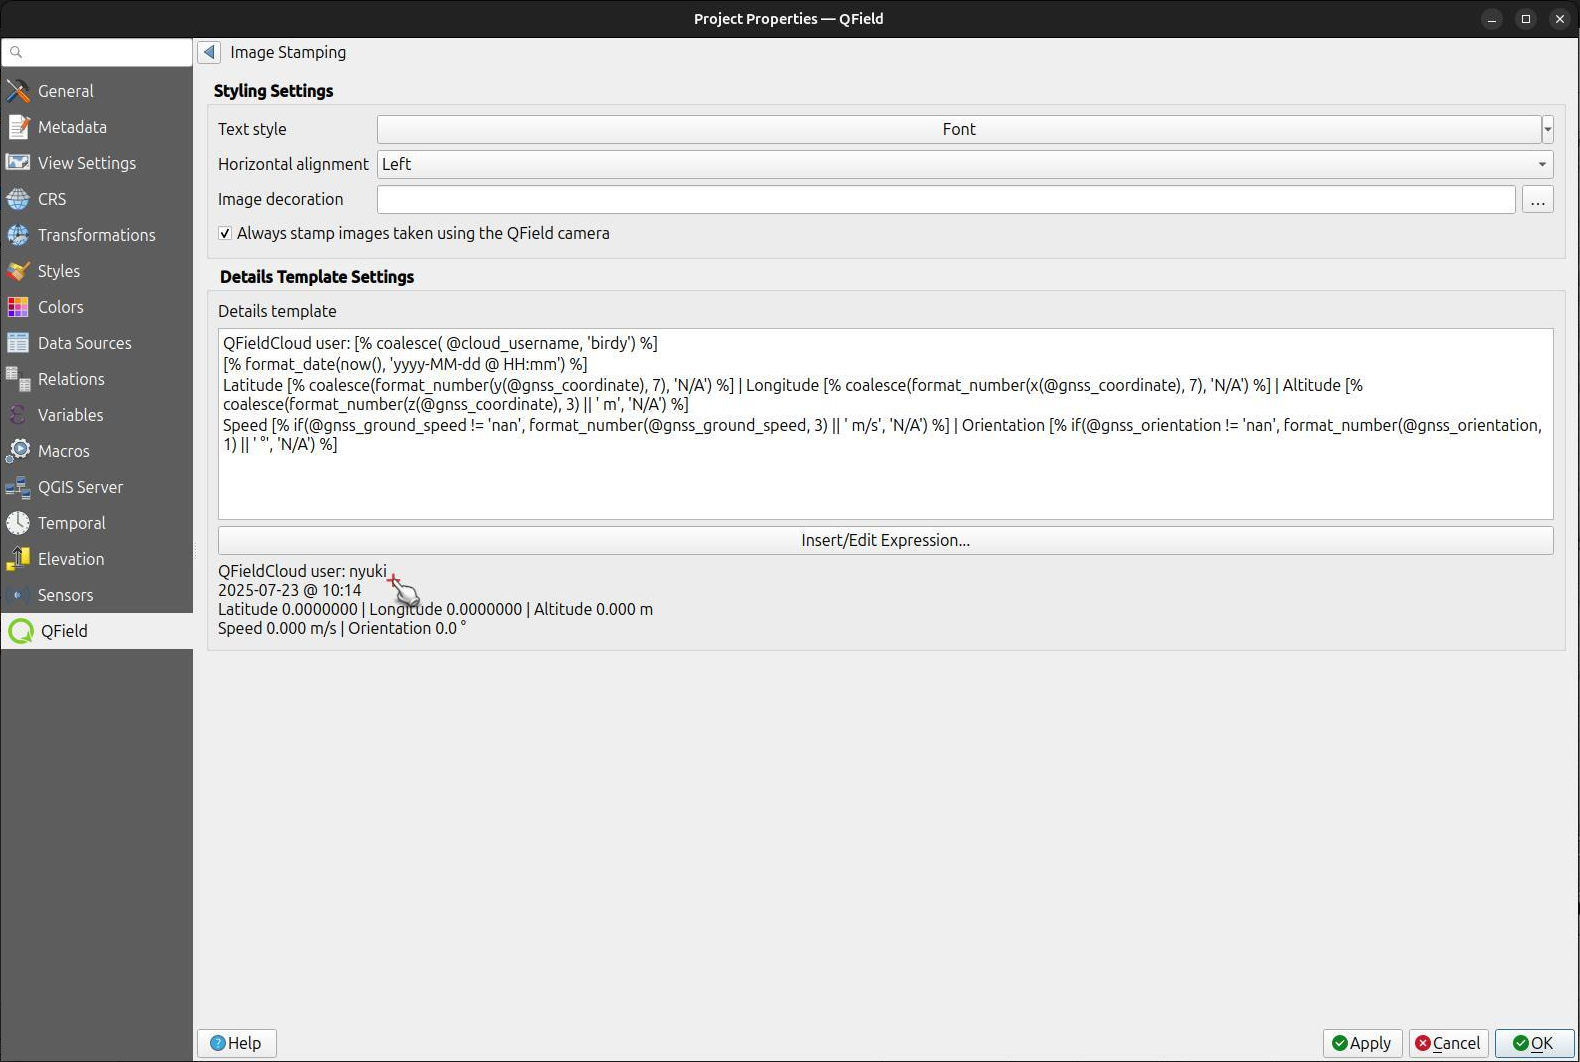 Project Properties — QField
Image Stamping
General
Metadata
View Settings
CRS
Transformations
Styles
Colors
Data Sources
Relations
Variables
Macros
QGIS Server
Temporal
Elevation
Sensors
QField
Styling Settings
Text style
Font
Horizontal alignment
Left
Image decoration
...
Always stamp images taken using the QField camera
Details Template Settings
Details template
QFieldCloud user: [% coalesce( @cloud_username, 'birdy') %]
[% format_date(now(), 'yyyy-MM-dd @ HH:mm') %]
Latitude [% coalesce(format_number(y(@gnss_coordinate), 7), 'N/A') %] | Longitude [% coalesce(format_number(x(@gnss_coordinate), 7), 'N/A') %] | Altitude [%
coalesce(format_number(z(@gnss_coordinate), 3) || ' m', 'N/A') %]
Speed [% if(@gnss_ground_speed != 'nan', format_number(@gnss_ground_speed, 3) || ' m/s', 'N/A') %] | Orientation [% if(@gnss_orientation != 'nan', format_number(@gnss_orientation,
1) || ' °', 'N/A') %]
Insert/Edit Expression...
QFieldCloud user: nyuki
2025-07-23 @ 10:14
Latitude 0.0000000 | Longitude 0.0000000 | Altitude 0.000 m
Speed 0.000 m/s | Orientation 0.0 °
Help
Apply
Cancel
OK